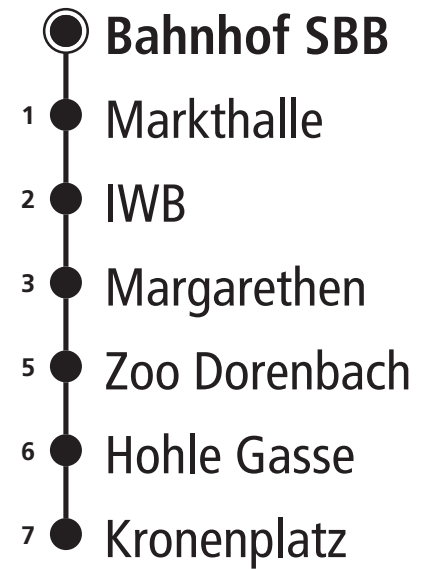 Bahnhof SBB
1 Markthalle
2 IWB
3 Margarethen
5 Zoo Dorenbach
6 Hohle Gasse
7 Kronenplatz